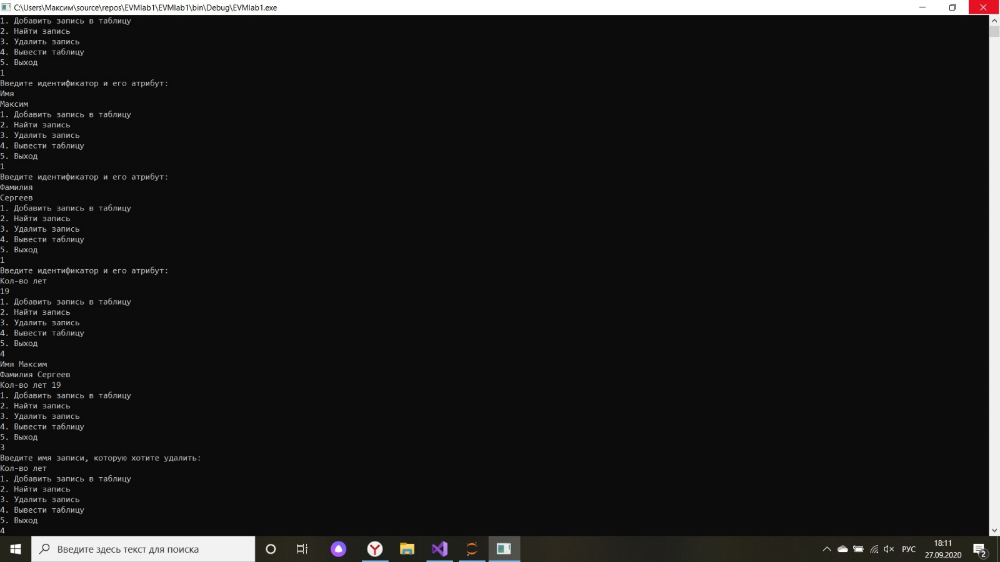 C:\Users\Максим\source\repos\EVMlab1\EVMlab1\bin\Debug\EVMlab1.exe
1. Добавить запись в таблицу
2. Найти запись
3. Удалить запись
4. Вывести таблицу
5. Выход
1
Введите идентификатор и его атрибут:
Имя
Максим
1. Добавить запись в таблицу
2. Найти запись
3. Удалить запись
4. Вывести таблицу
5. Выход
1
Введите идентификатор и его атрибут:
Фамилия
Сергеев
1. Добавить запись в таблицу
2. Найти запись
3. Удалить запись
4. Вывести таблицу
5. Выход
1
Введите идентификатор и его атрибут:
Кол-во лет
19
1. Добавить запись в таблицу
2. Найти запись
3. Удалить запись
4. Вывести таблицу
5. Выход
4
Имя Максим
Фамилия Сергеев
Кол-во лет 19
1. Добавить запись в таблицу
2. Найти запись
3. Удалить запись
4. Вывести таблицу
5. Выход
3
Введите имя записи, которую хотите удалить:
Кол-во лет
1. Добавить запись в таблицу
2. Найти запись
3. Удалить запись
4. Вывести таблицу
5. Выход
4
Введите здесь текст для поиска
РУС
18:11
27.09.2020
2